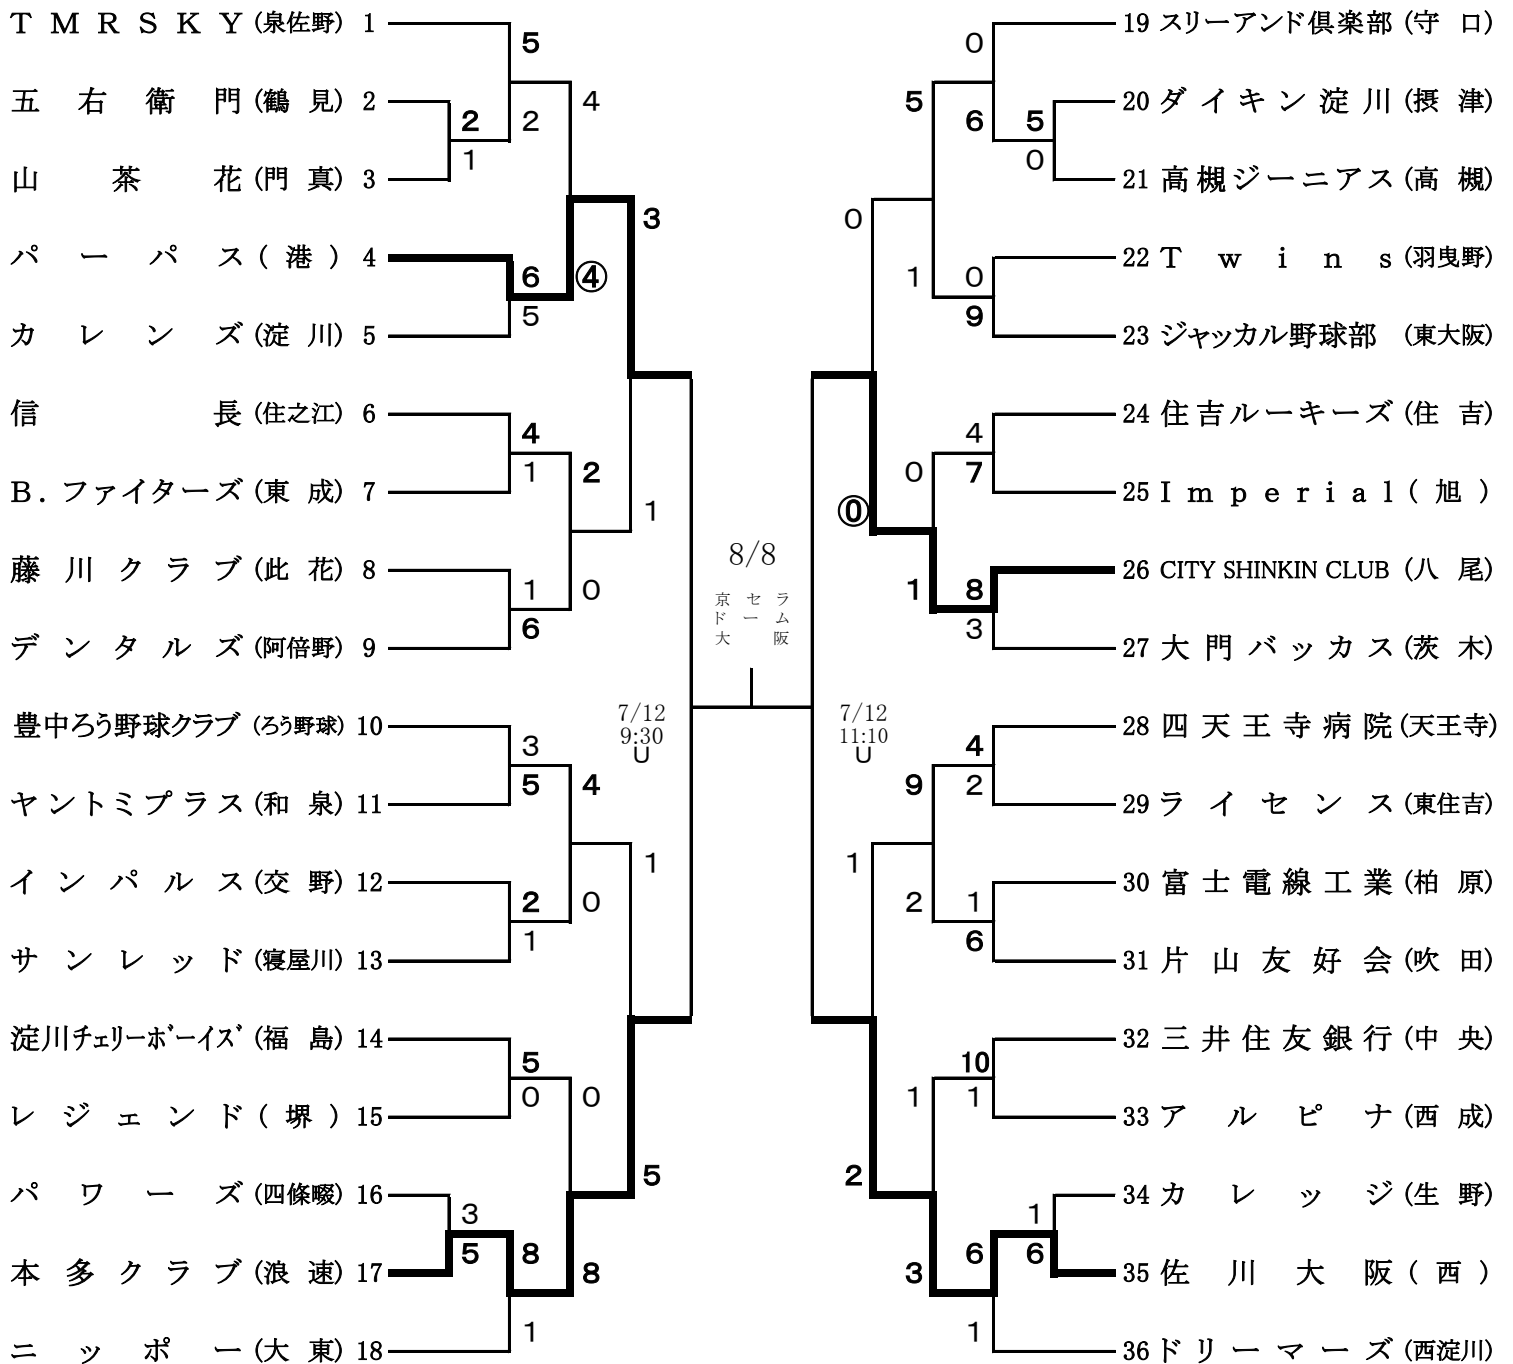 TMRSKY (泉佐野) 1
5
4
五右衛門 (鶴見) 2
2
2
1
山茶花 (門真) 3
3
パーパス (港) 4
6
④
5
カレンズ (淀川) 5
信長 (住之江) 6
4
1
2
B.ファイターズ (東成) 7
1
藤川クラブ (此花) 8
1
0
6
デンタルズ (阿倍野) 9
豊中ろう野球クラブ (ろう野球) 10
3
5
4
ヤントミプラス (和泉) 11
1
インパルス (交野) 12
2
0
1
サンレッド (寝屋川) 13
淀川チェリーボーイズ (福島) 14
5
0
0
レジェンド (堺) 15
5
パワーズ (四條畷) 16
3
5
8
8
本多クラブ (浪速) 17
1
ニッポー (大東) 18
8/8
京セラ
ドーム
大阪
7/12
9:30
U
7/12
11:10
U
19 スリーアンド倶楽部 (守口)
0
5
6
5
20 ダイキン淀川 (摂津)
0
21 高槻ジーニアス (高槻)
0
22 Twins (羽曳野)
1
0
9
23 ジャッカル野球部 (東大阪)
24 住吉ルーキーズ (住吉)
4
0
7
25 Imperial (旭)
⓪
26 CITY SHINKIN CLUB (八尾)
1
8
3
27 大門バッカス (茨木)
28 四天王寺病院 (天王寺)
4
9
2
29 ライセンス (東住吉)
1
30 富士電線工業 (柏原)
2
1
6
31 片山友好会 (吹田)
32 三井住友銀行 (中央)
10
1
1
33 アルピナ (西成)
2
34 カレッジ (生野)
1
6
6
3
35 佐川大阪 (西)
1
36 ドリーマーズ (西淀川)